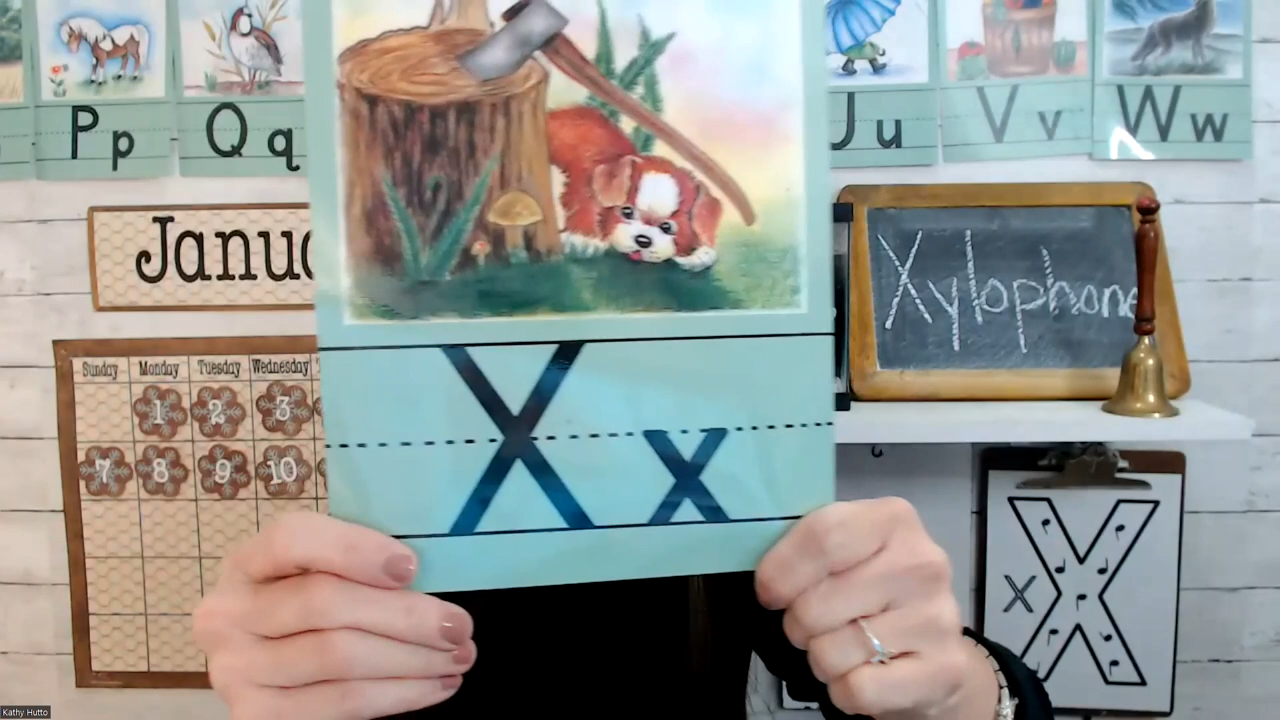 Pp
Qq
u
Vv
Ww
Janu
Xylophone
Xx
Sunday Monday Tuesday Wednesday
1 2 3
7 8 9 10
X
x
Kathy Hutto